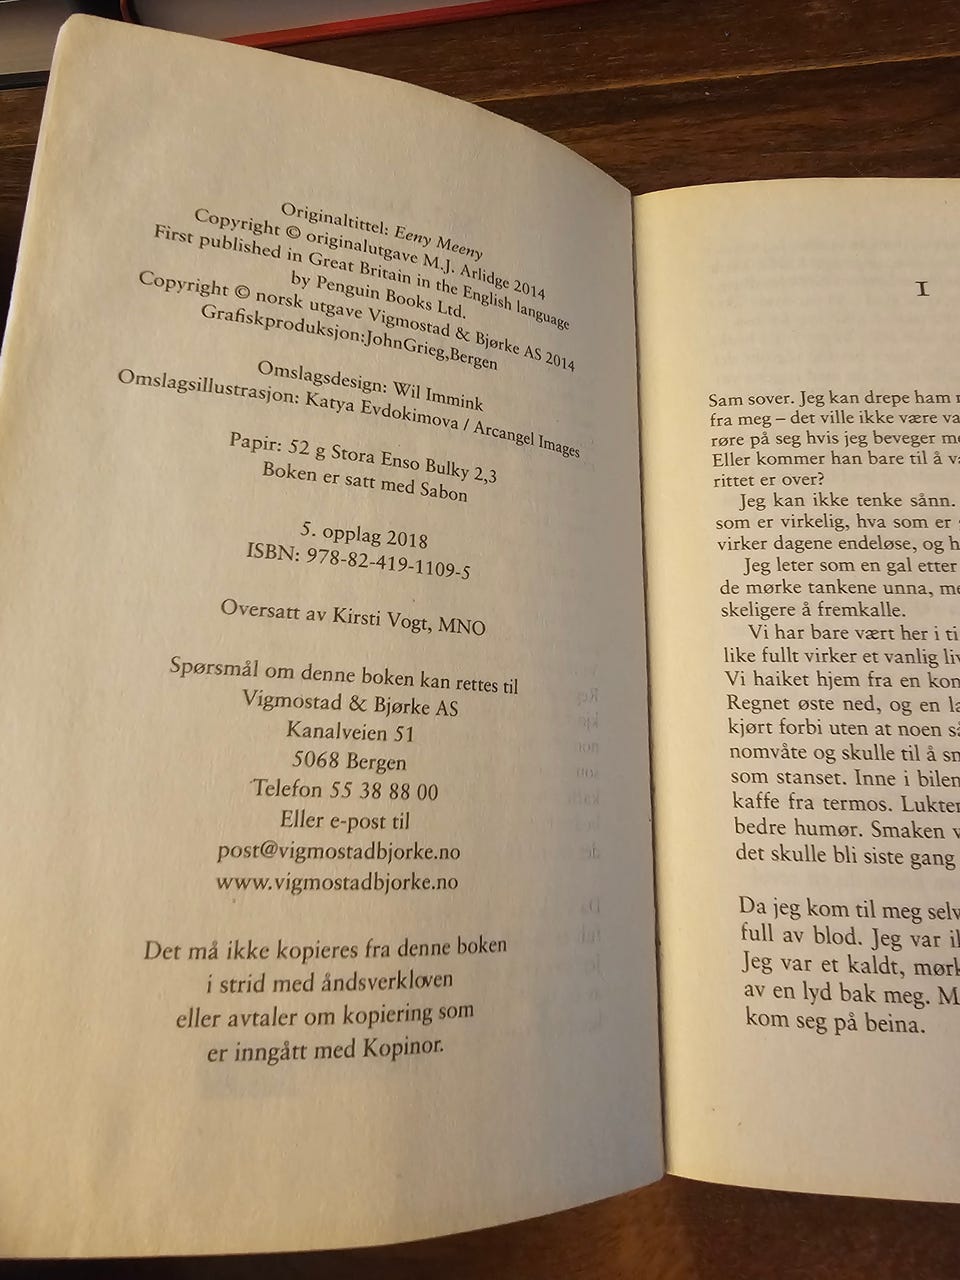 Originaltittel: Eeny Meeny
Copyright © originalutgave M.J. Arlidge 2014
First published in Great Britain in the English language
by Penguin Books Ltd.
Copyright © norsk utgave Vigmostad & Bjørke AS 2014
Grafiskproduksjon:JohnGrieg,Bergen
Omslagsdesign: Wil Immink
Omslagsillustrasjon: Katya Evdokimova / Arcangel Images
Papir: 52 g Stora Enso Bulky 2,3
Boken er satt med Sabon
5. opplag 2018
ISBN: 978-82-419-1109-5
Oversatt av Kirsti Vogt, MNO
Spørsmål om denne boken kan rettes til
Vigmostad & Bjørke AS
Kanalveien 51
5068 Bergen
Telefon 55 38 88 00
Eller e-post til
post@vigmostadbjorke.no
www.vigmostadbjorke.no
Det må ikke kopieres fra denne boken
i strid med åndsverkloven
eller avtaler om kopiering som
er inngått med Kopinor.
I
Sam sover. Jeg kan drepe ham
fra meg – det ville ikke være
røre på seg hvis jeg beveger
Eller kommer han bare til å
rittet er over?
Jeg kan ikke tenke sånn.
som er virkelig, hva som er
virker dagene endeløse, og
Jeg leter som en gal etter
de mørke tankene unna,
skeligere å fremkalle.
Vi har bare vært her i
like fullt virker et vanlig
Vi haiket hjem fra en
Regnet øste ned, og en
kjørt forbi uten at noen
nomvåte og skulle til å
som stanset. Inne i bilen
kaffe fra termos.
bedre humør. Smaken
det skulle bli siste gang
Da jeg kom til meg
full av blod. Jeg var
Jeg var et kaldt,
av en lyd bak meg.
kom seg på beina.